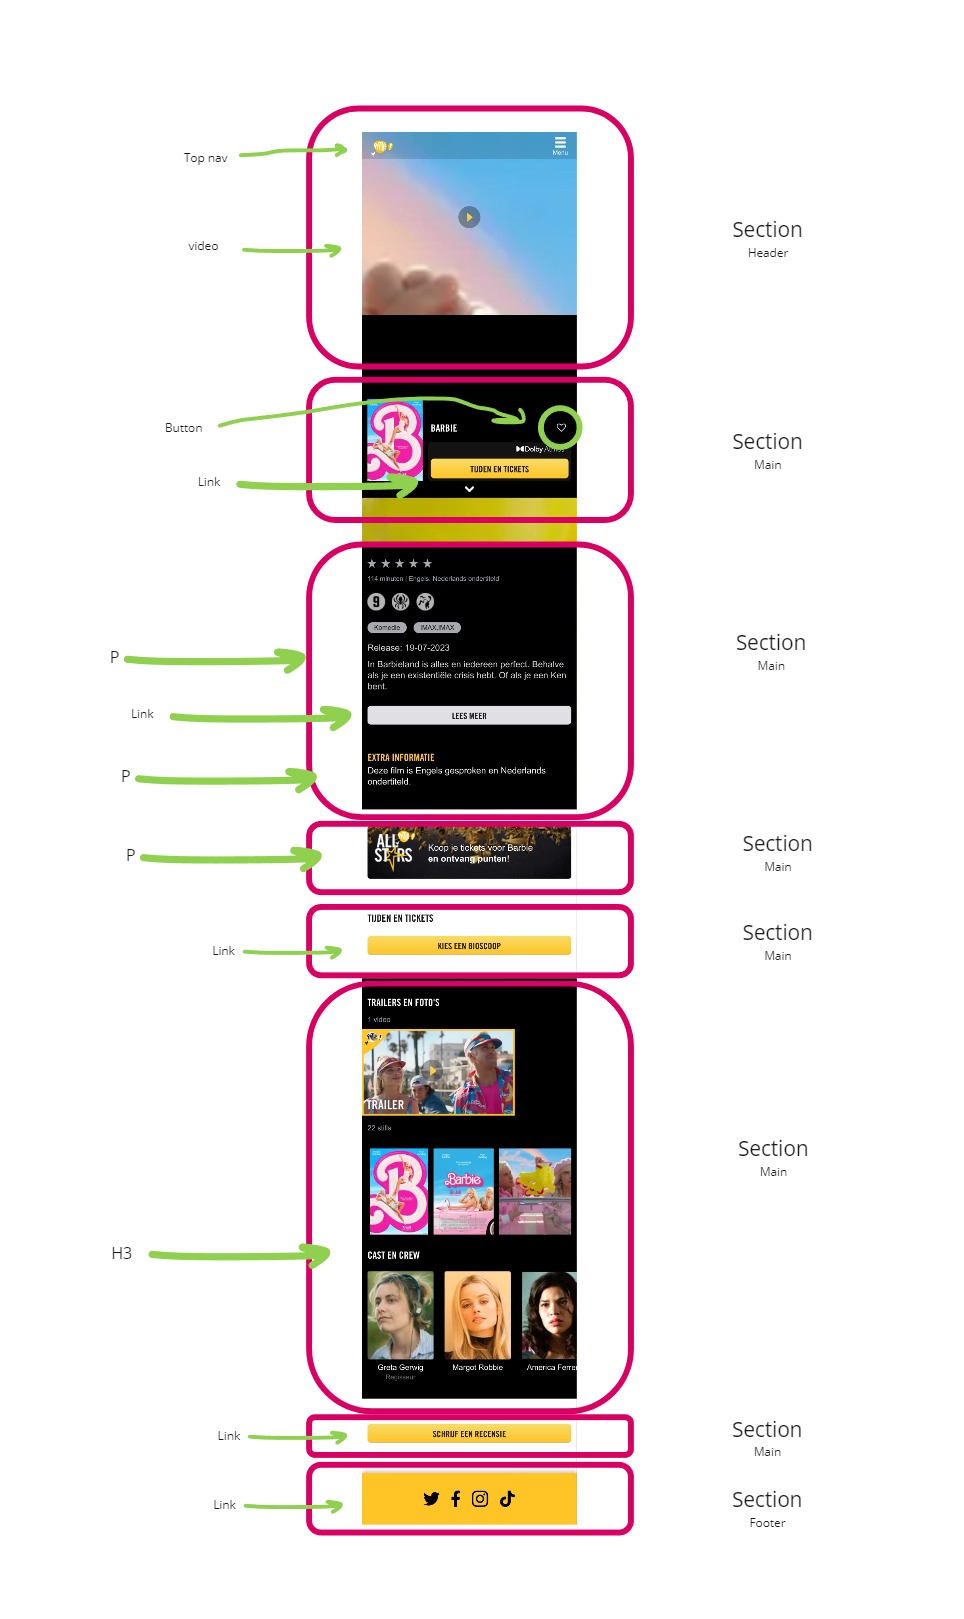 Top nav
Menu
video
Section
Header
Button
BARBIE
Dolby
TIJDEN EN TICKETS
Link
Section
Main
114 minuten | Engels, Nederlands ondertiteld
9
Komedie
IMAX,IMAX
Release: 19-07-2023
P
In Barbieland is alles en iedereen perfect. Behalve
als je een existentiële crisis hebt. Of als je een Ken
bent.
Link
LEES MEER
EXTRA INFORMATIE
P
Deze film is Engels gesproken en Nederlands
ondertiteld.
Section
Main
ALL
STARS
P
Koop je tickets voor Barbie
en ontvang punten!
Section
Main
TIJDEN EN TICKETS
Link
KIES EEN BIOSCOOP
Section
Main
TRAILERS EN FOTO'S
1 video
TRAILER
22 stills
B
Barbie
H3
CAST EN CREW
Greta Gerwig
Regisseur
Margot Robbie
America Ferre
Section
Main
Link
SCHRIJF EEN RECENSIE
Section
Main
Link
Section
Footer